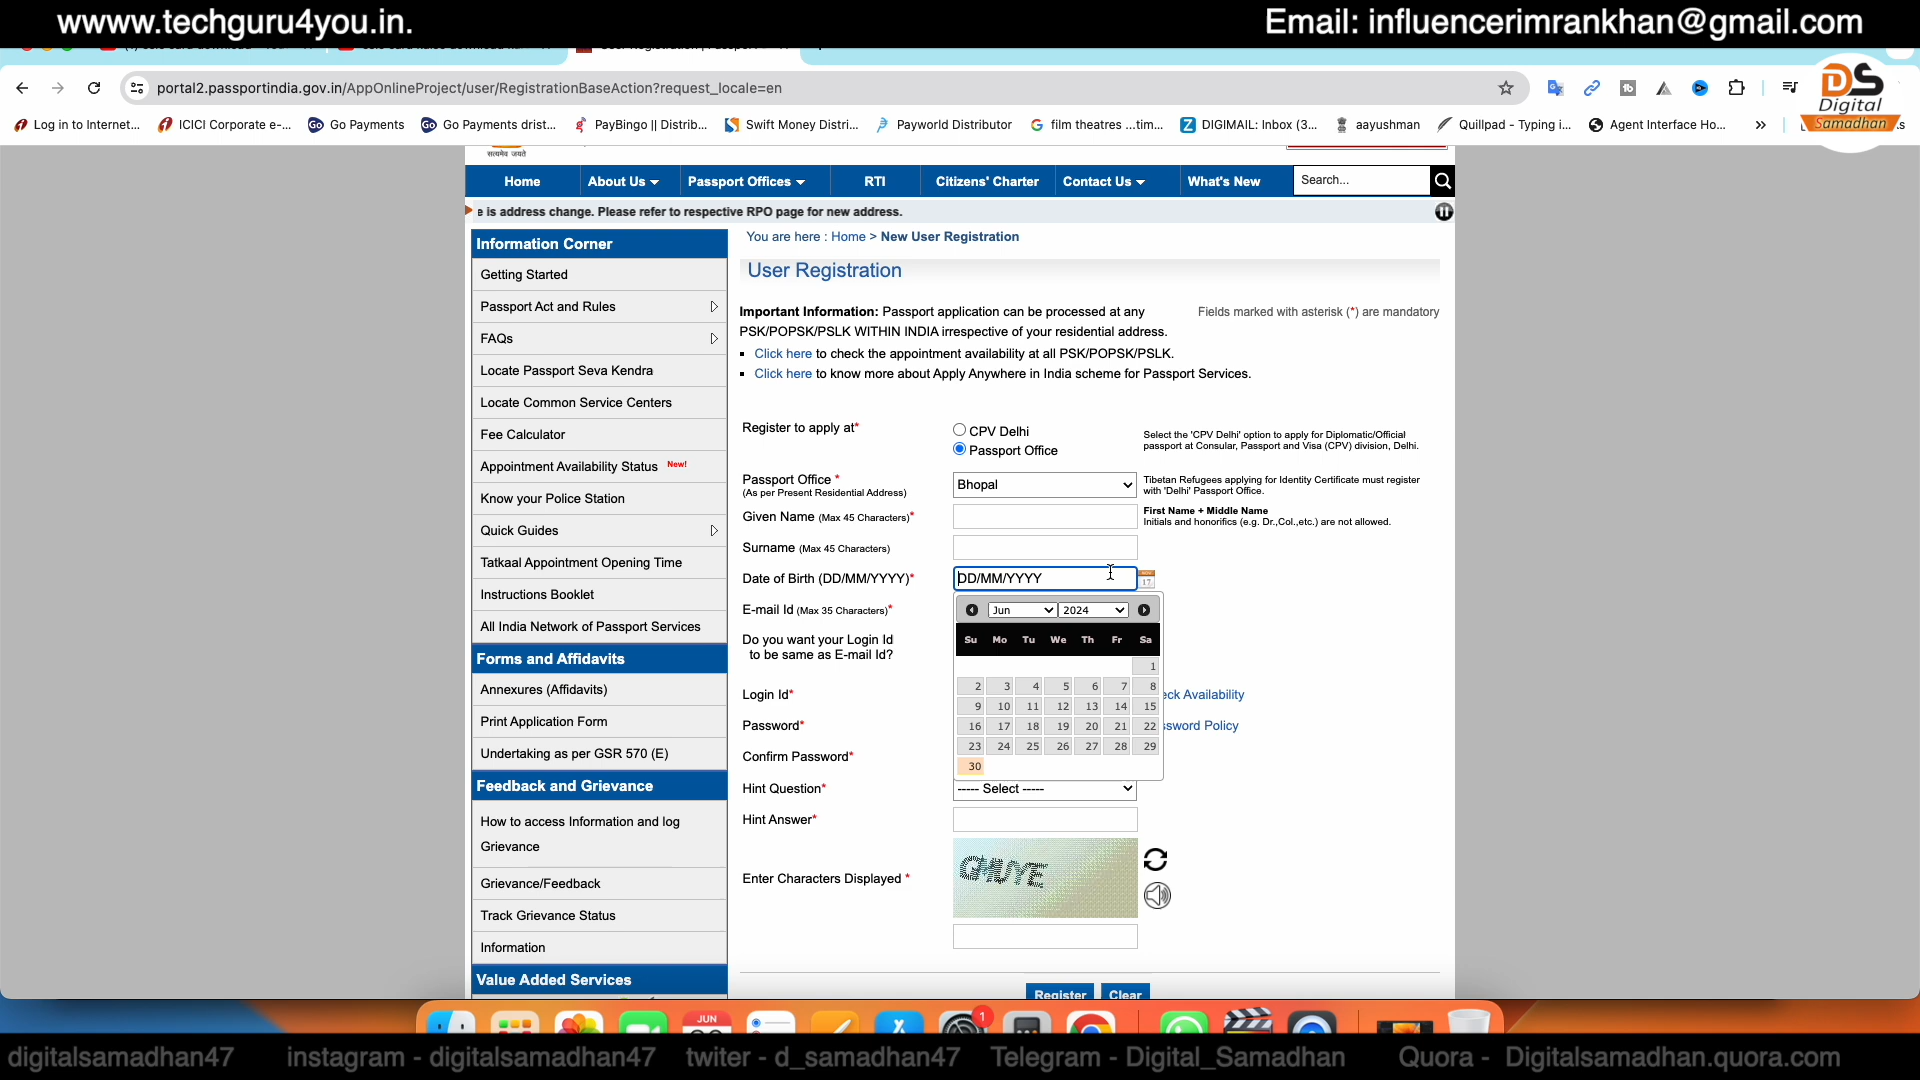 www.techguru4you.in.
Email: influencerimrankhan@gmail.com
portal2.passportindia.gov.in/AppOnlineProject/user/RegistrationBaseAction?request_locale=en
DS
Digital
Samadhan
Log in to Internet...
ICICI Corporate e-...
Go Payments
Go Payments drist...
PayBingo || Distrib...
Swift Money Distri...
Payworld Distributor
film theatres ...tim...
DIGIMAIL: Inbox (3...
aayushman
Quillpad - Typing i...
Agent Interface Ho...
»
सत्यमेव जयते
Home
About Us
Passport Offices
RTI
Citizens' Charter
Contact Us
What's New
Search...
e is address change. Please refer to respective RPO page for new address.
Information Corner
Getting Started
Passport Act and Rules
FAQs
Locate Passport Seva Kendra
Locate Common Service Centers
Fee Calculator
Appointment Availability Status New!
Know your Police Station
Quick Guides
Tatkaal Appointment Opening Time
Instructions Booklet
All India Network of Passport Services
Forms and Affidavits
Annexures (Affidavits)
Print Application Form
Undertaking as per GSR 570 (E)
Feedback and Grievance
How to access Information and log
Grievance
Grievance/Feedback
Track Grievance Status
Information
Value Added Services
You are here : Home > New User Registration
User Registration
Important Information: Passport application can be processed at any
PSK/POPSK/PSLK WITHIN INDIA irrespective of your residential address.
Fields marked with asterisk (*) are mandatory
Click here to check the appointment availability at all PSK/POPSK/PSLK.
Click here to know more about Apply Anywhere in India scheme for Passport Services.
Register to apply at*
CPV Delhi
Passport Office
Select the 'CPV Delhi' option to apply for Diplomatic/Official
passport at Consular, Passport and Visa (CPV) division, Delhi.
Passport Office *
(As per Present Residential Address)
Bhopal
Tibetan Refugees applying for Identity Certificate must register
with 'Delhi' Passport Office.
Given Name (Max 45 Characters)*
First Name + Middle Name
Initials and honorifics (e.g. Dr.,Col.,etc.) are not allowed.
Surname (Max 45 Characters)
Date of Birth (DD/MM/YYYY)*
DD/MM/YYYY
17
E-mail Id (Max 35 Characters)*
Jun
2024
Su Mo Tu We Th Fr Sa
1
2 3 4 5 6 7 8
9 10 11 12 13 14 15
16 17 18 19 20 21 22
23 24 25 26 27 28 29
30
Do you want your Login Id
to be same as E-mail Id?
Login Id*
eck Availability
Password*
ssword Policy
Confirm Password*
Hint Question*
----- Select -----
Hint Answer*
Enter Characters Displayed *
Register
Clear
JUN
1
digitalsamadhan47
instagram - digitalsamadhan47
twiter - d_samadhan47
Telegram - Digital_Samadhan
Quora - Digitalsamadhan.quora.com